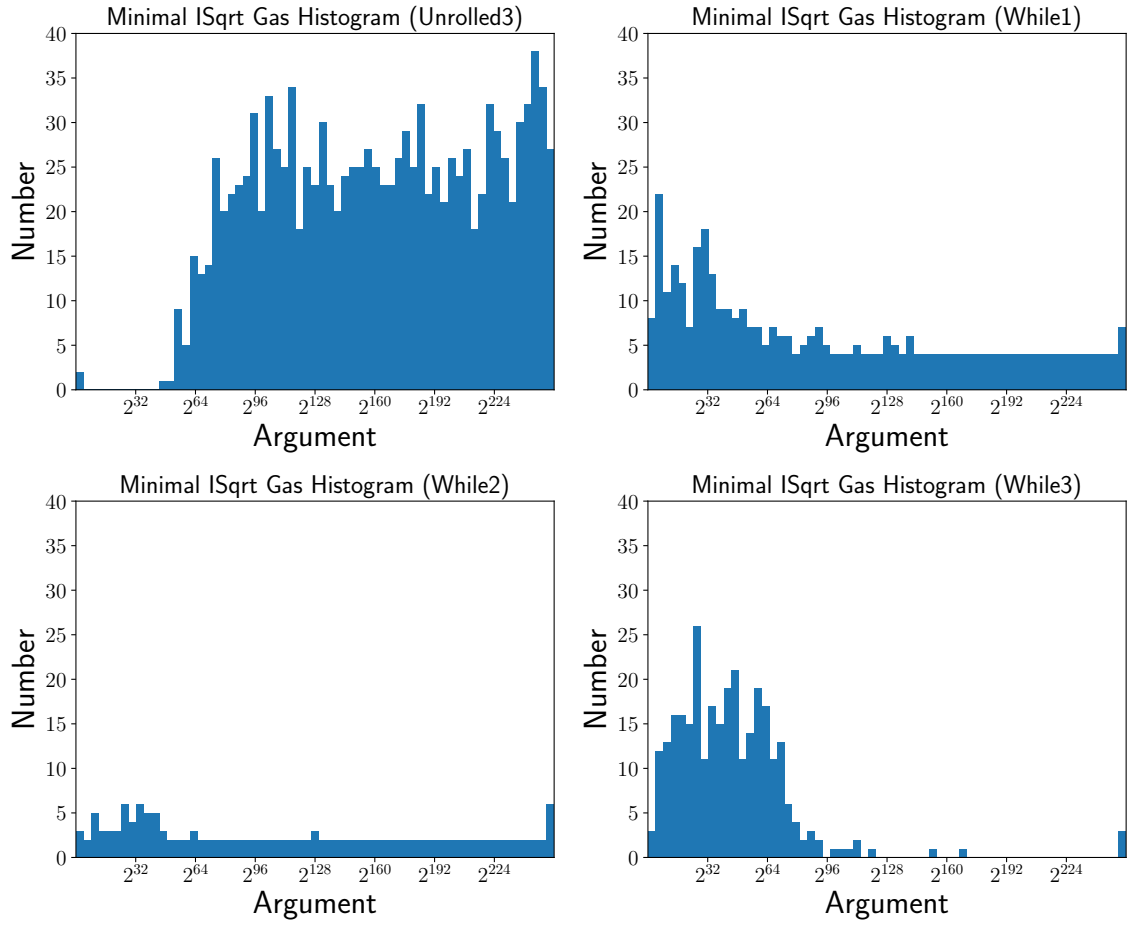 Minimal ISqrt Gas Histogram (Unrolled3)
Number
40
35
30
25
20
15
10
5
0
2^32 2^64 2^96 2^128 2^160 2^192 2^224
Argument
Minimal ISqrt Gas Histogram (While1)
Number
40
35
30
25
20
15
10
5
0
2^32 2^64 2^96 2^128 2^160 2^192 2^224
Argument
Minimal ISqrt Gas Histogram (While2)
Number
40
35
30
25
20
15
10
5
0
2^32 2^64 2^96 2^128 2^160 2^192 2^224
Argument
Minimal ISqrt Gas Histogram (While3)
Number
40
35
30
25
20
15
10
5
0
2^32 2^64 2^96 2^128 2^160 2^192 2^224
Argument